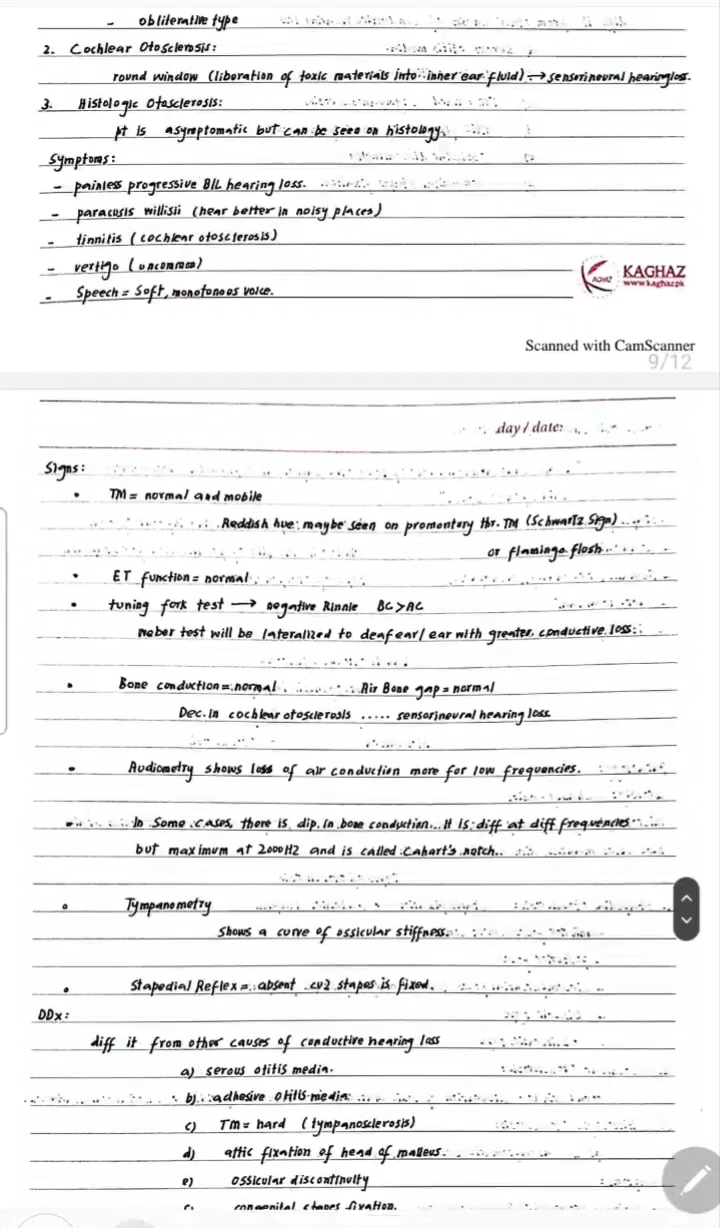 - obliterative type
2. Cochlear Otosclerosis:
round window (liberation of toxic materials into inner ear fluid) → sensorineural hearing loss.
3. Histologic Otosclerosis:
pt is asymptomatic but can be seen on histology.
Symptoms:
- painless progressive B/L hearing loss.
- paracusis willisii (hear better in noisy places)
- tinnitis (cochlear otosclerosis)
- vertigo (uncommon)
- Speech = Soft, monotonous voice.
KAGHAZ
www.kaghaz.pk
Scanned with CamScanner
9/12
day / date:
Signs:
• TM = normal and mobile
Reddish hue maybe seen on promontory thr. TM (Schwartz Sign)
or flamingo flosh
• ET function = normal
• tuning fork test → negative Rinnie BC>AC
weber test will be lateralized to deaf ear/ ear with greater conductive loss.
• Bone conduction = normal. Air Bone gap = normal
Dec. in cochlear otosclerosis ..... sensorineural hearing loss
• Audiometry shows loss of air conduction more for low frequencies.
In some cases, there is dip in bone conduction. It is diff at diff frequencies
but maximum at 2000HZ and is called Cahart's notch.
• Tympanometry
Shows a curve of ossicular stiffness.
• Stapedial Reflex = absent cuz stapes is fixed.
DDx:
diff it from other causes of conductive hearing loss
a) serous otitis media.
b) adhesive otitis media
c) TM = hard (tympanosclerosis)
d) attic fixation of head of malleus.
e) ossicular discontinuity
congenital stapes fixation.